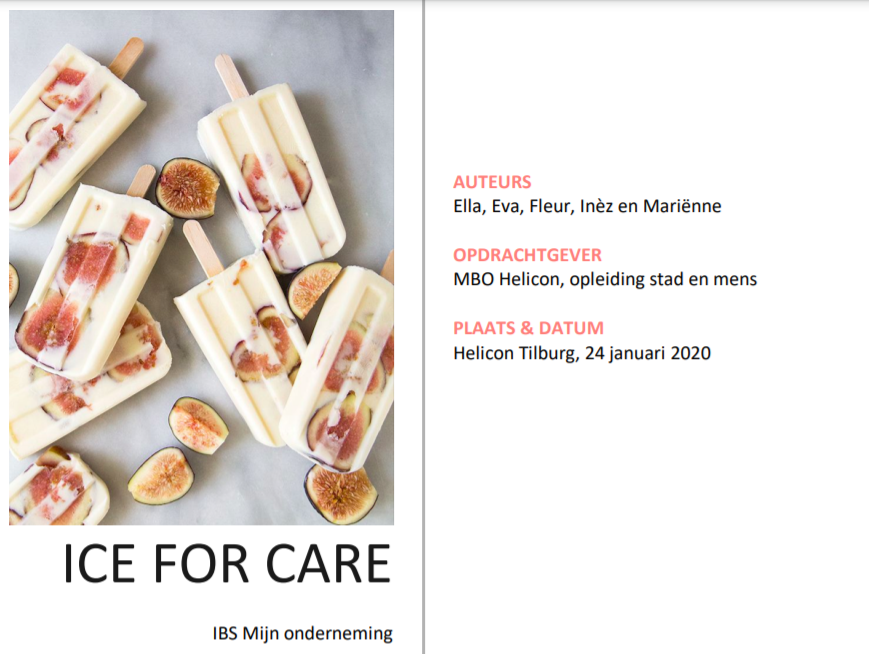 ICE FOR CARE
IBS Mijn onderneming
AUTEURS
Ella, Eva, Fleur, Inèz en Mariënne
OPDRACHTGEVER
MBO Helicon, opleiding stad en mens
PLAATS & DATUM
Helicon Tilburg, 24 januari 2020